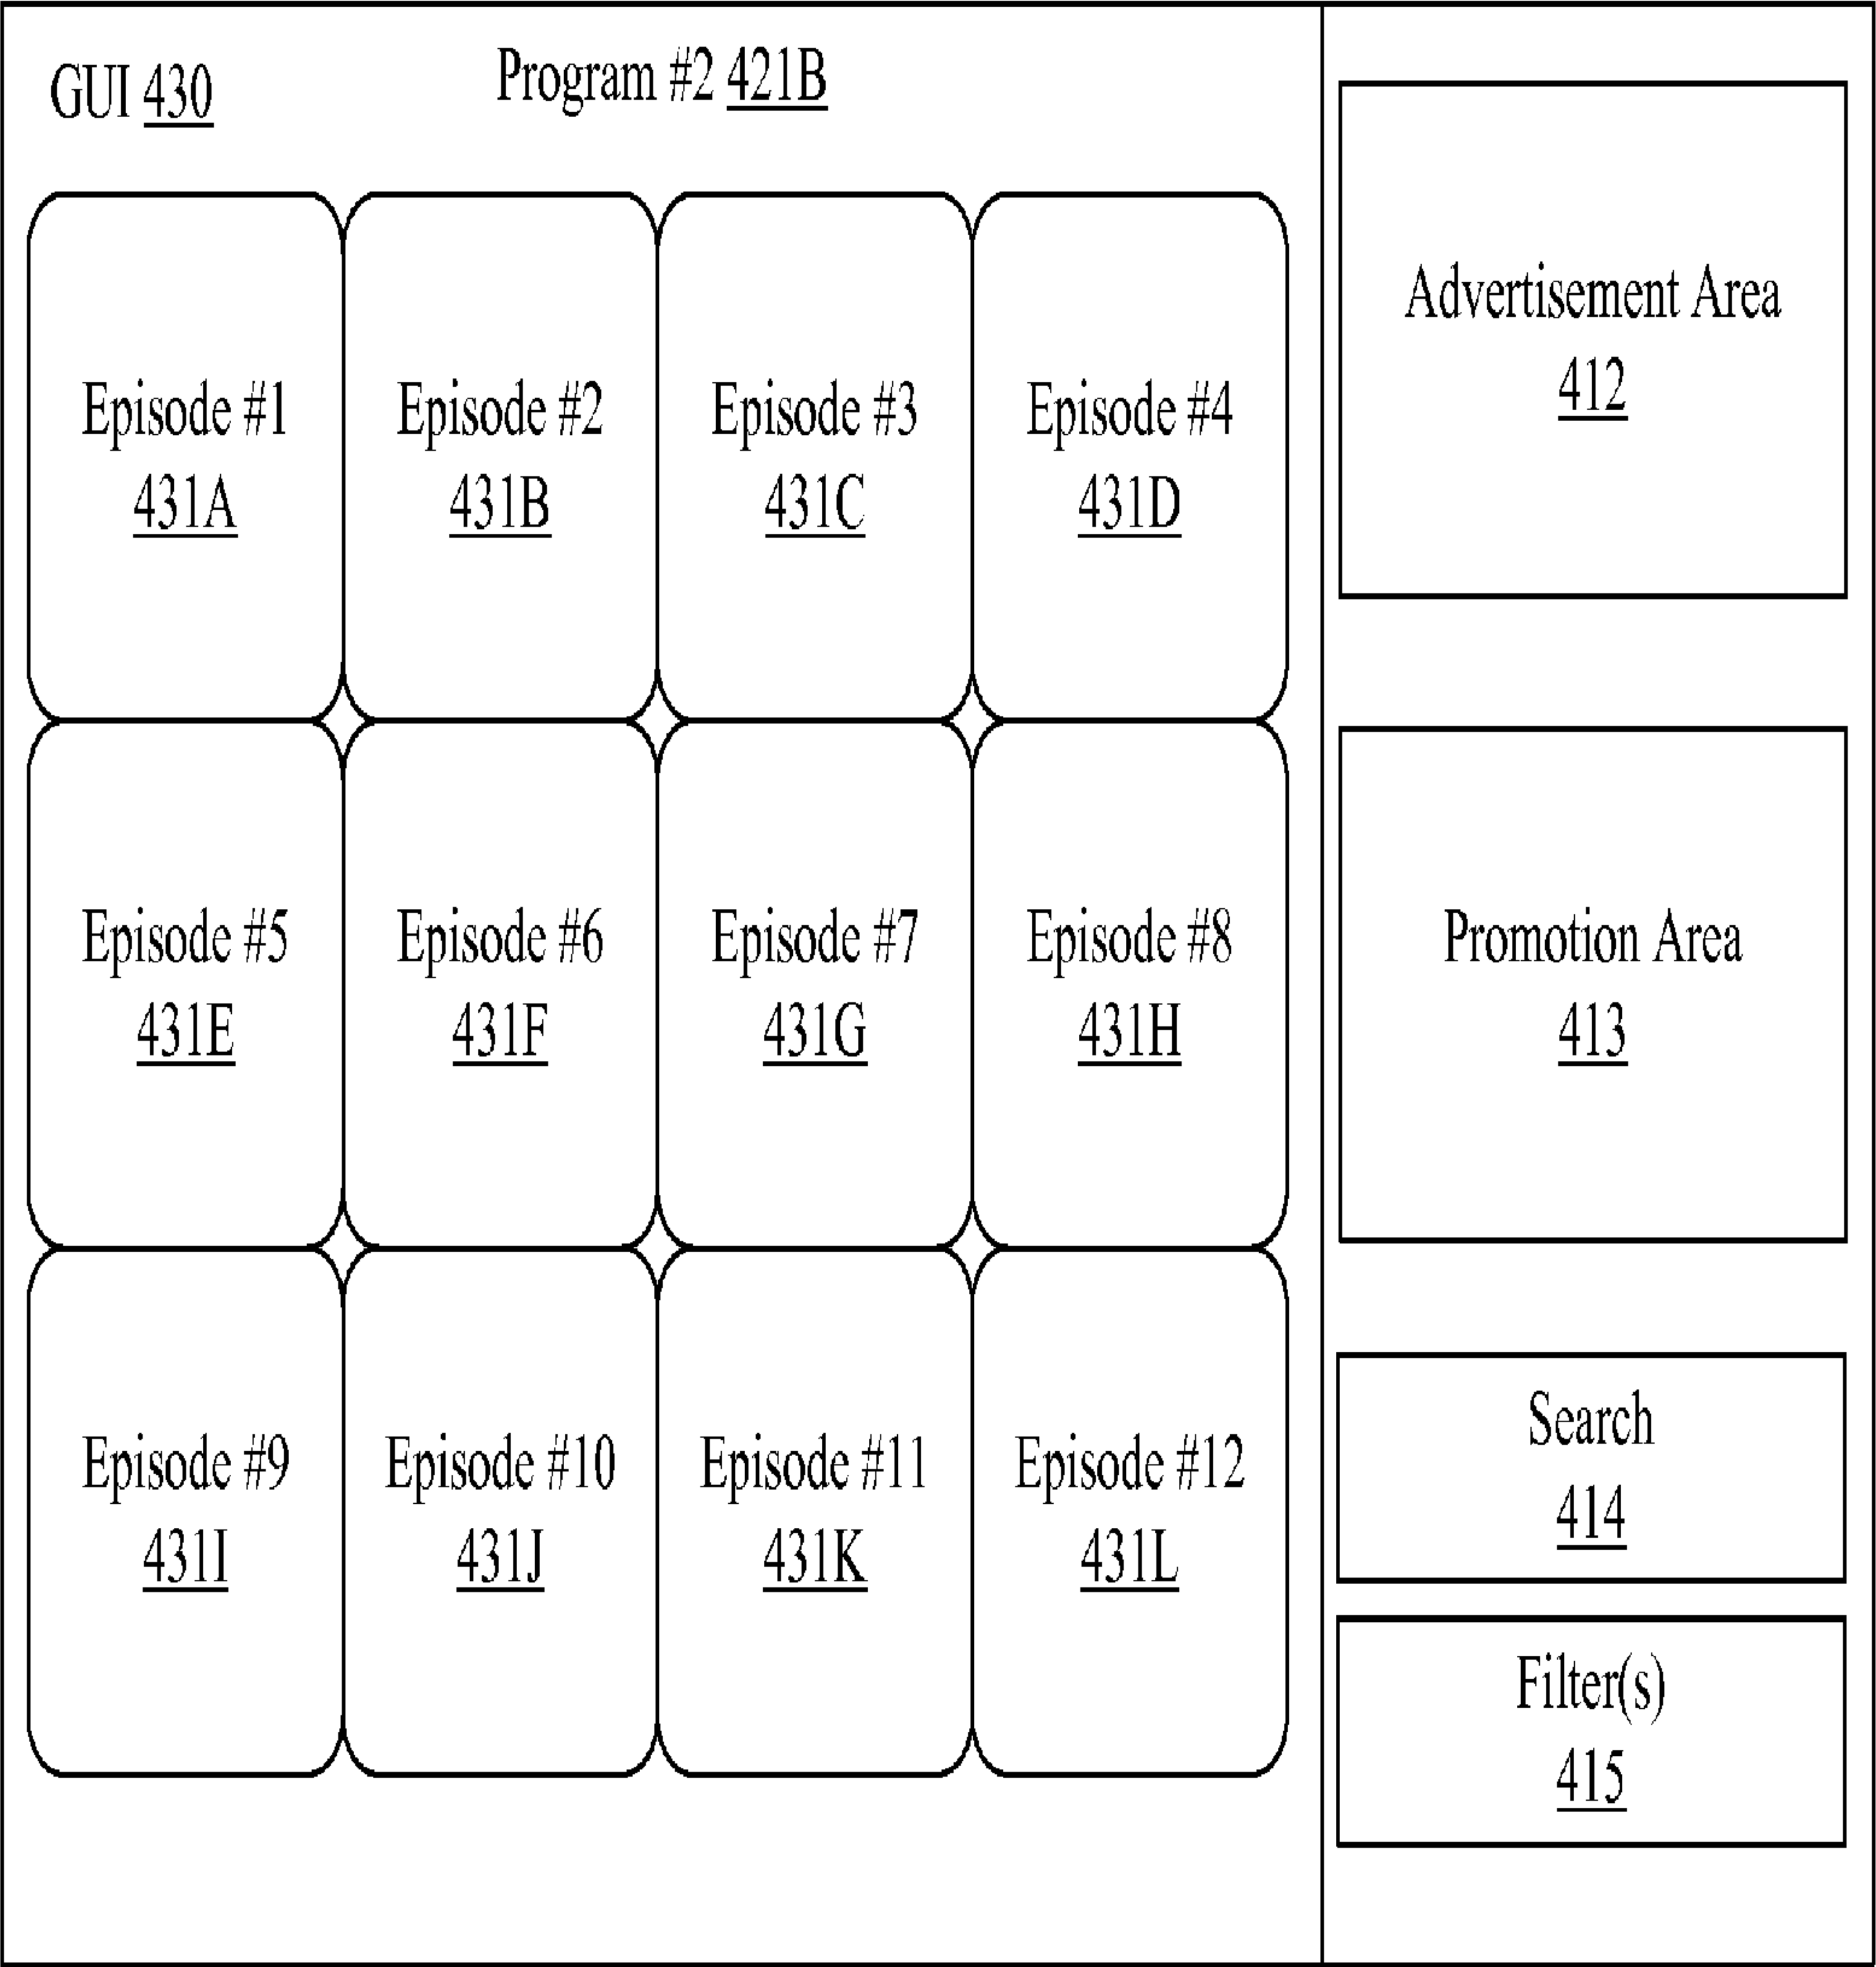 GUI 430
Program #2 421B
Episode #1
431A
Episode #2
431B
Episode #3
431C
Episode #4
431D
Episode #5
431E
Episode #6
431F
Episode #7
431G
Episode #8
431H
Episode #9
431I
Episode #10
431J
Episode #11
431K
Episode #12
431L
Advertisement Area
412
Promotion Area
413
Search
414
Filter(s)
415